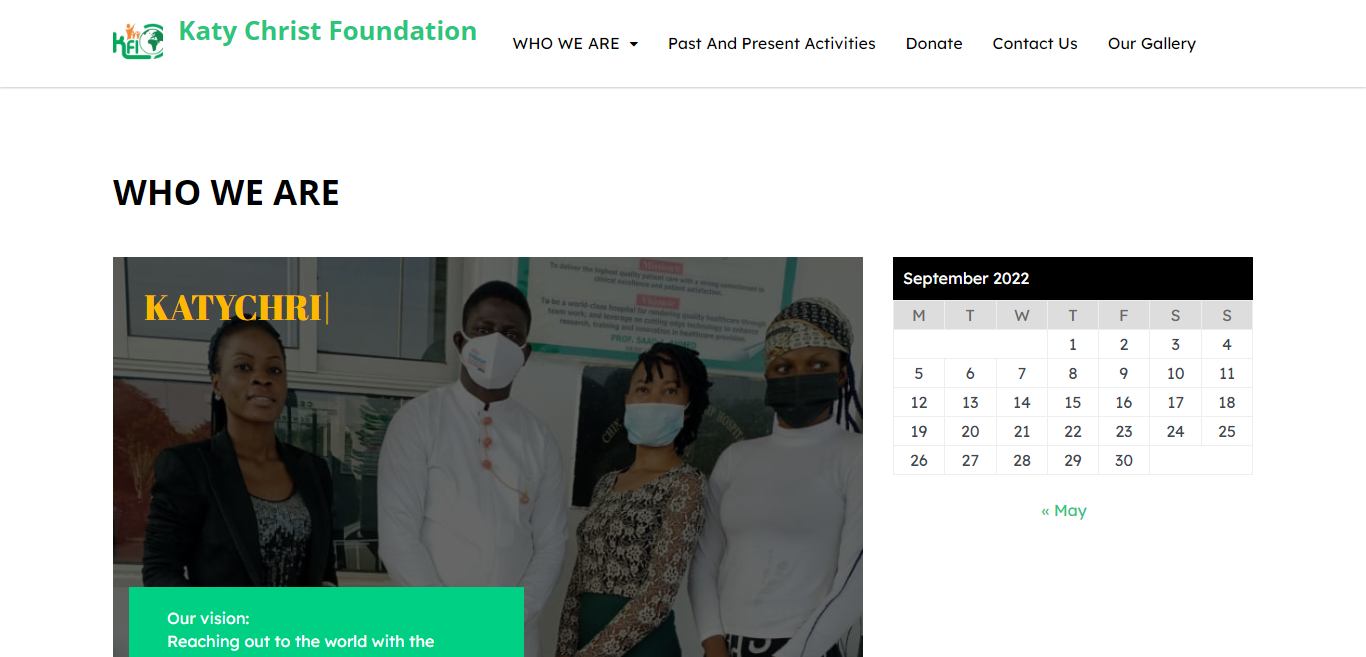 KFI
Katy Christ Foundation
WHO WE ARE
Past And Present Activities
Donate
Contact Us
Our Gallery
WHO WE ARE
KATYCHRI|
Mission
To deliver the highest quality patient care with a strong commitment to
clinical excellence and patient satisfaction.
Vision
To be a world-class hospital for rendering quality healthcare through
team work; and leverage on cutting edge technology to enhance
research, training and innovation in healthcare provision.
PROF. SAAD A. AHMED
Our vision:
Reaching out to the world with the
September 2022
M T W T F S S
1 2 3 4
5 6 7 8 9 10 11
12 13 14 15 16 17 18
19 20 21 22 23 24 25
26 27 28 29 30
« May